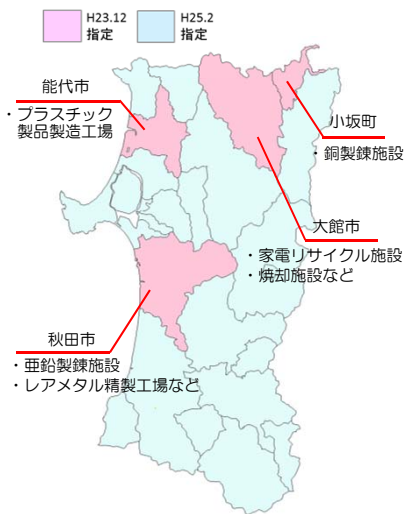 H23.12
指定
H25.2
指定
能代市
・プラスチック
製品製造工場
小坂町
・銅製錬施設
大館市
・家電リサイクル施設
・焼却施設など
秋田市
・亜鉛製錬施設
・レアメタル精製工場など